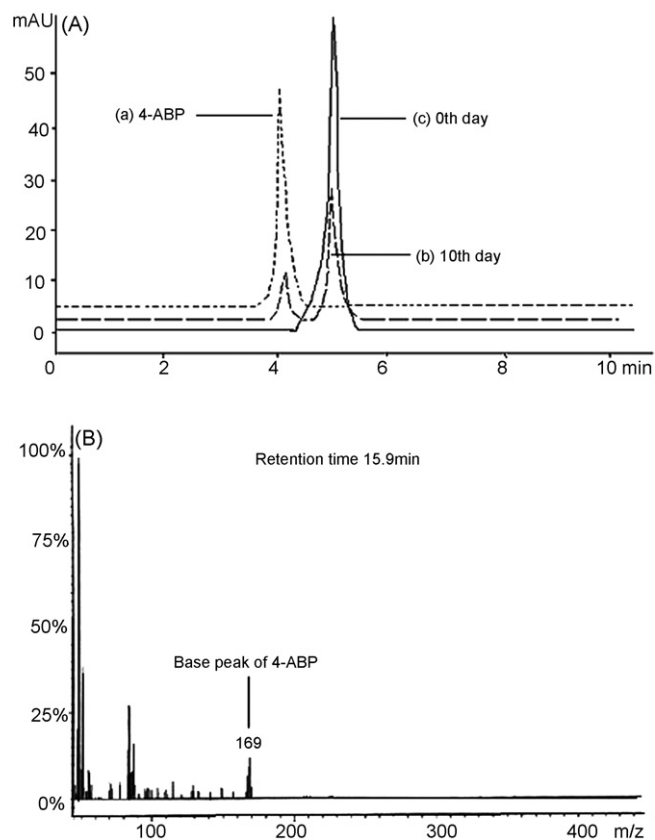 mAU (A)
50
(a) 4-ABP
(c) 0th day
40
30
20
(b) 10th day
10
0
0 2 4 6 8 10 min
(B)
100%
Retention time 15.9min
75%
50%
Base peak of 4-ABP
25%
169
0%
100 200 300 400 m/z